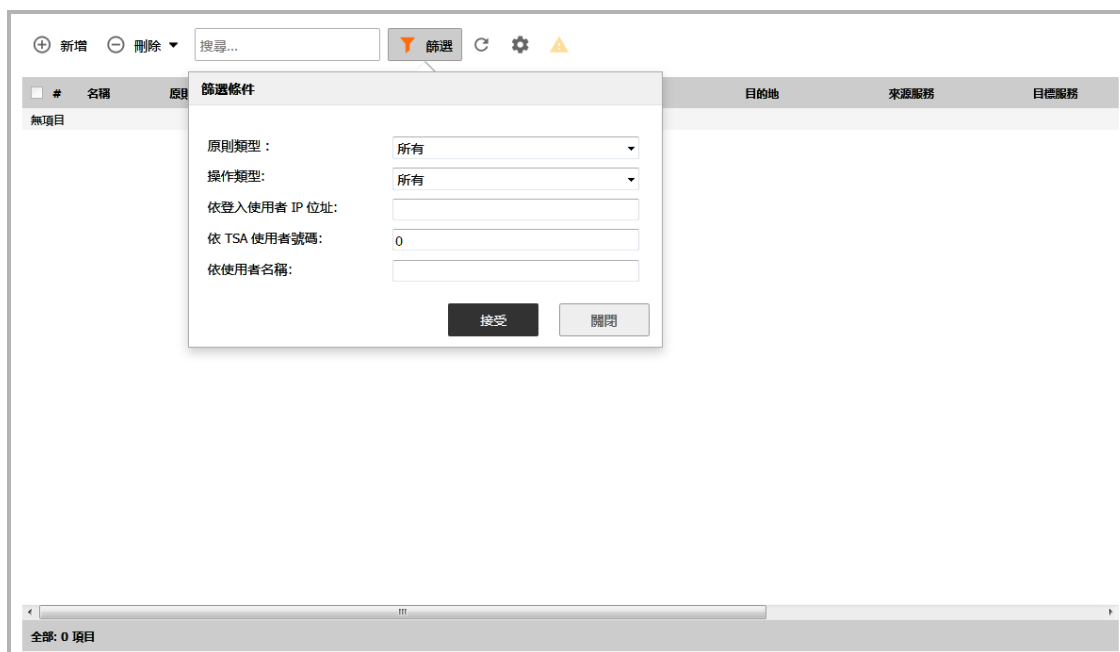 新增 刪除 搜尋... 篩選
# 名稱 原則 目的地 來源服務 目標服務
無項目
篩選條件
原則類型：
所有
操作類型:
所有
依登入使用者 IP 位址:
依 TSA 使用者號碼:
0
依使用者名稱:
接受 關閉
全部: 0 項目